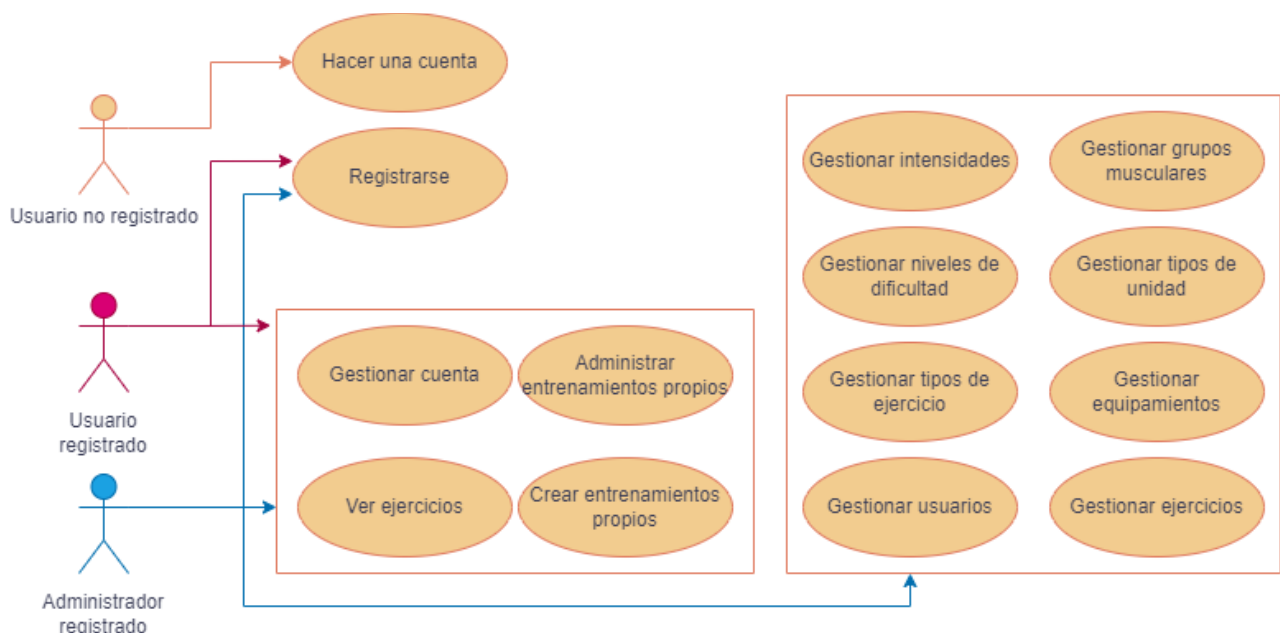 Hacer una cuenta
Registrarse
Usuario no registrado
Usuario
registrado
Administrador
registrado
Gestionar cuenta
Administrar
entrenamientos propios
Ver ejercicios
Crear entrenamientos
propios
Gestionar intensidades
Gestionar grupos
musculares
Gestionar niveles de
dificultad
Gestionar tipos de
unidad
Gestionar tipos de
ejercicio
Gestionar
equipamientos
Gestionar usuarios
Gestionar ejercicios